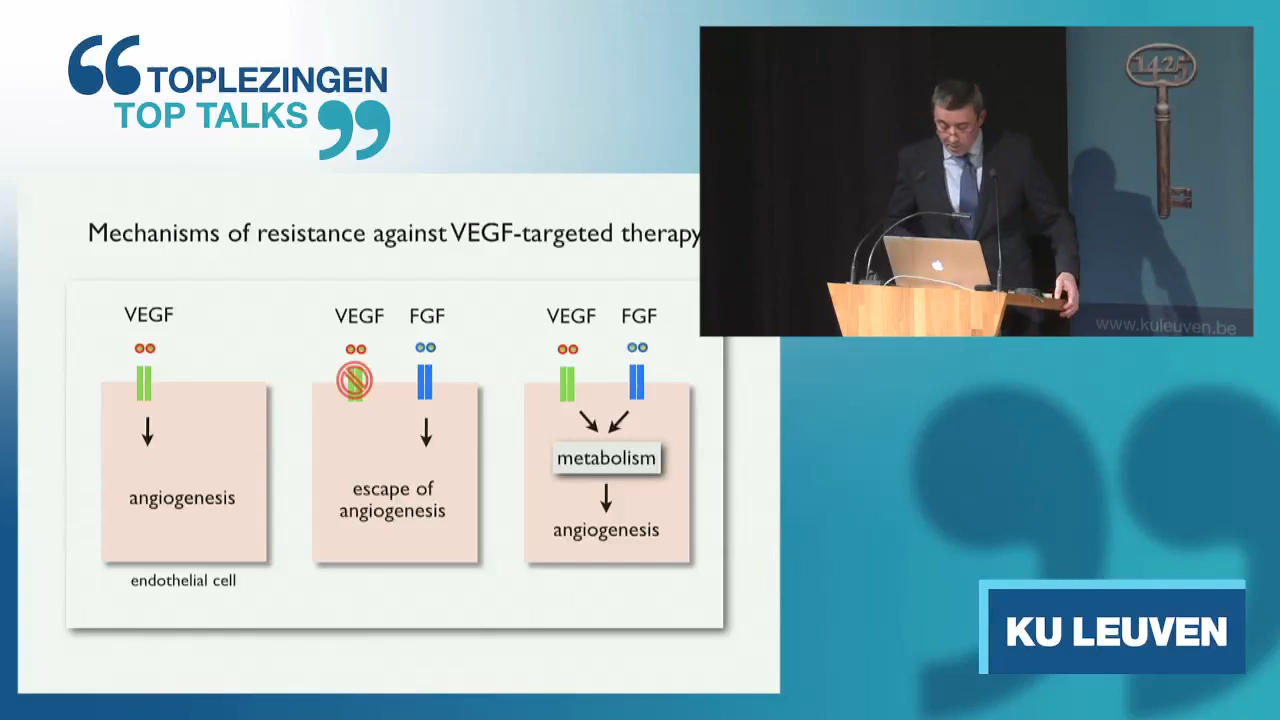 TOPLEZINGEN
TOP TALKS
1425
www.kuleuven.be
Mechanisms of resistance against VEGF-targeted therapy
VEGF
VEGF FGF
VEGF FGF
angiogenesis
escape of
angiogenesis
metabolism
angiogenesis
endothelial cell
KU LEUVEN